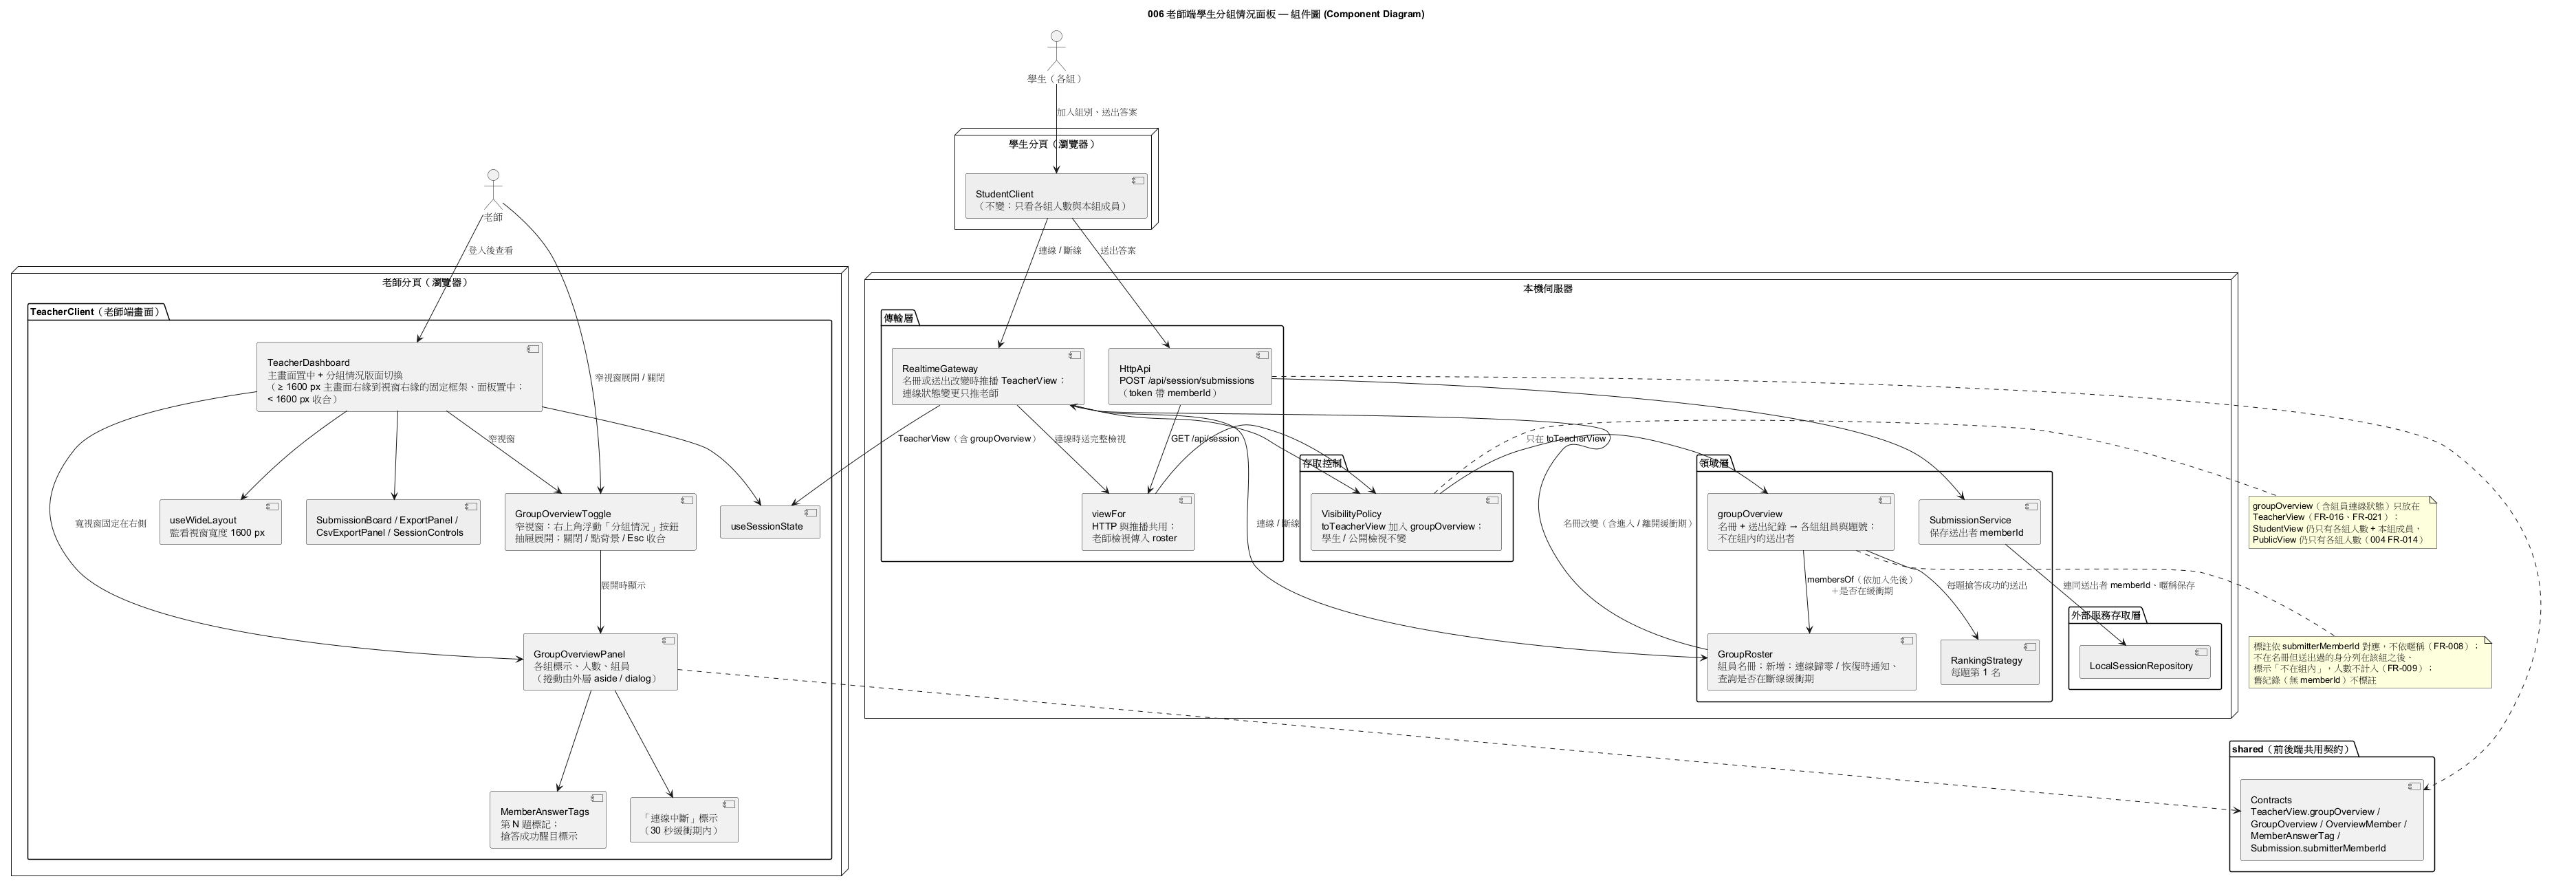 006 老師端學生分組情況面板 — 組件圖 (Component Diagram)
學生（各組）
加入組別、送出答案
學生分頁（瀏覽器）
StudentClient
（不變：只看各組人數與本組成員）
老師
登入後查看
連線 / 斷線
送出答案
窄視窗展開 / 關閉
老師分頁（瀏覽器）
TeacherClient（老師端畫面）
TeacherDashboard
主畫面置中 + 分組情況版面切換
（≥ 1600 px 主畫面右緣到視窗右緣的固定框架、面板置中；
< 1600 px 收合）
窄視窗
寬視窗固定在右側
useWideLayout
監看視窗寬度 1600 px
SubmissionBoard / ExportPanel /
CsvExportPanel / SessionControls
GroupOverviewToggle
窄視窗：右上角浮動「分組情況」按鈕
抽屜展開；關閉 / 點背景 / Esc 收合
useSessionState
展開時顯示
GroupOverviewPanel
各組標示、人數、組員
（捲動由外層 aside / dialog）
MemberAnswerTags
第 N 題標記；
搶答成功醒目標示
「連線中斷」標示
（30 秒緩衝期內）
本機伺服器
傳輸層
RealtimeGateway
名冊或送出改變時推播 TeacherView；
連線狀態變更只推老師
HttpApi
POST /api/session/submissions
（token 帶 memberId）
TeacherView（含 groupOverview）
連線時送完整檢視
GET /api/session
viewFor
HTTP 與推播共用；
老師檢視傳入 roster
連線 / 斷線
存取控制
VisibilityPolicy
toTeacherView 加入 groupOverview；
學生 / 公開檢視不變
只在 toTeacherView
名冊改變（含進入 / 離開緩衝期）
領域層
groupOverview
名冊 + 送出紀錄 → 各組組員與題號；
不在組內的送出者
SubmissionService
保存送出者 memberId
membersOf（依加入先後）
＋是否在緩衝期
每題搶答成功的送出
連同送出者 memberId、暱稱保存
GroupRoster
組員名冊；新增：連線歸零 / 恢復時通知、
查詢是否在斷線緩衝期
RankingStrategy
每題第 1 名
外部服務存取層
LocalSessionRepository
groupOverview（含組員連線狀態）只放在
TeacherView（FR-016、FR-021）；
StudentView 仍只有各組人數 + 本組成員，
PublicView 仍只有各組人數（004 FR-014）
標註依 submitterMemberId 對應，不依暱稱（FR-008）；
不在名冊但送出過的身分列在該組之後、
標示「不在組內」，人數不計入（FR-009）；
舊紀錄（無 memberId）不標註
shared（前後端共用契約）
Contracts
TeacherView.groupOverview /
GroupOverview / OverviewMember /
MemberAnswerTag /
Submission.submitterMemberId